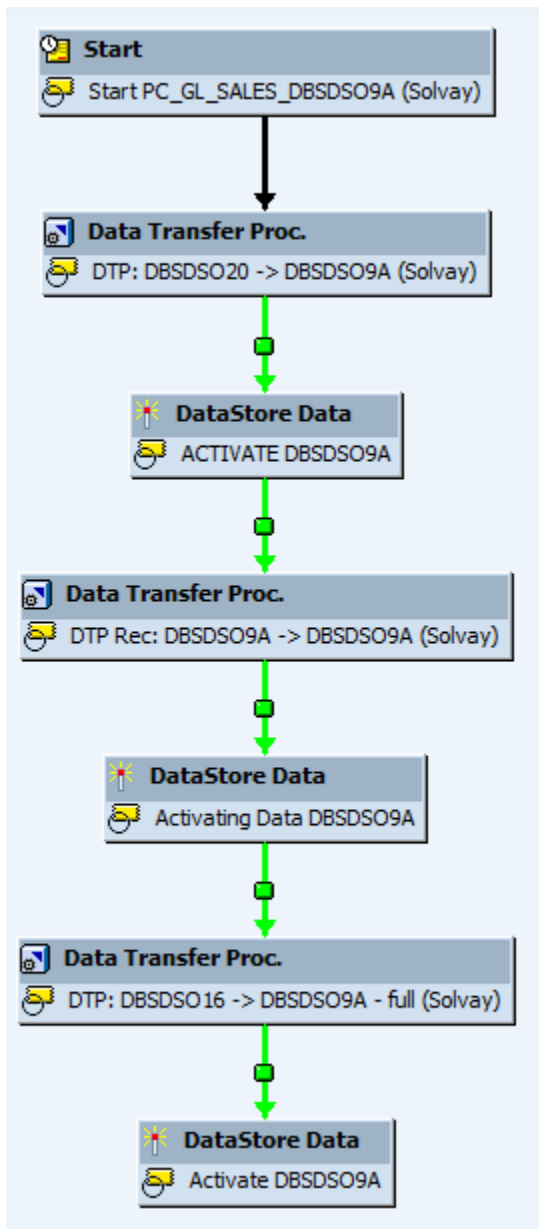 Start
Start PC_GL_SALES_DBSDSO9A (Solvay)
Data Transfer Proc.
DTP: DBSDSO20 -> DBSDSO9A (Solvay)
DataStore Data
ACTIVATE DBSDSO9A
Data Transfer Proc.
DTP Rec: DBSDSO9A -> DBSDSO9A (Solvay)
DataStore Data
Activating Data DBSDSO9A
Data Transfer Proc.
DTP: DBSDSO16 -> DBSDSO9A - full (Solvay)
DataStore Data
Activate DBSDSO9A